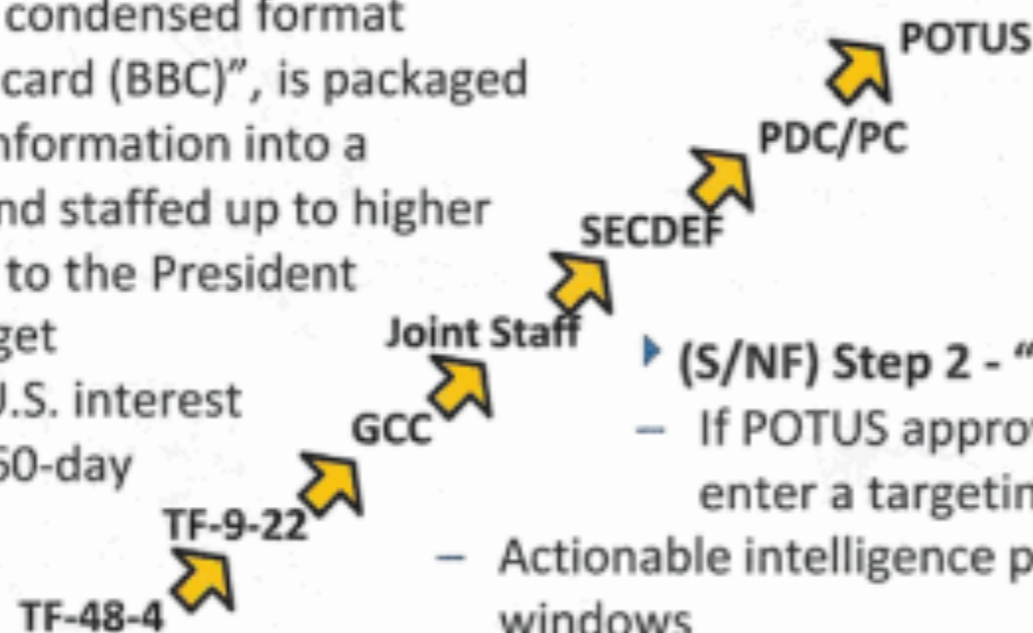 condensed format
card (BBC)”, is packaged
nformation into a
nd staffed up to higher
to the President
get
U.S. interest
60-day
POTUS
PDC/PC
SECDEF
Joint Staff
GCC
TF-9-22
TF-48-4
(S/NF) Step 2 - “
– If POTUS approv
enter a targetin
– Actionable intelligence p
windows